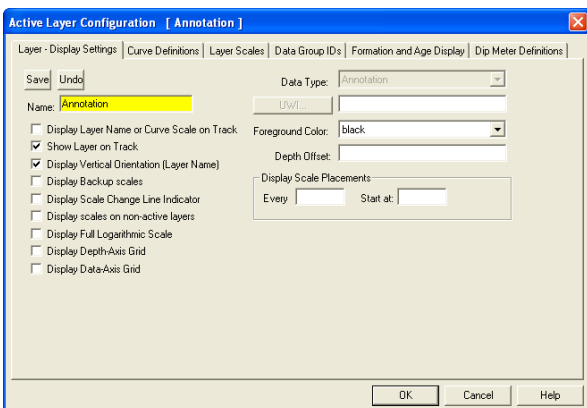 Active Layer Configuration [ Annotation ]
Layer - Display Settings Curve Definitions Layer Scales Data Group IDs Formation and Age Display Dip Meter Definitions
Save Undo
Name: Annotation
Display Layer Name or Curve Scale on Track
Show Layer on Track
Display Vertical Orientation (Layer Name)
Display Backup scales
Display Scale Change Line Indicator
Display scales on non-active layers
Display Full Logarithmic Scale
Display Depth-Axis Grid
Display Data-Axis Grid
Data Type: Annotation
UWI...
Foreground Color: black
Depth Offset:
Display Scale Placements
Every Start at:
OK Cancel Help